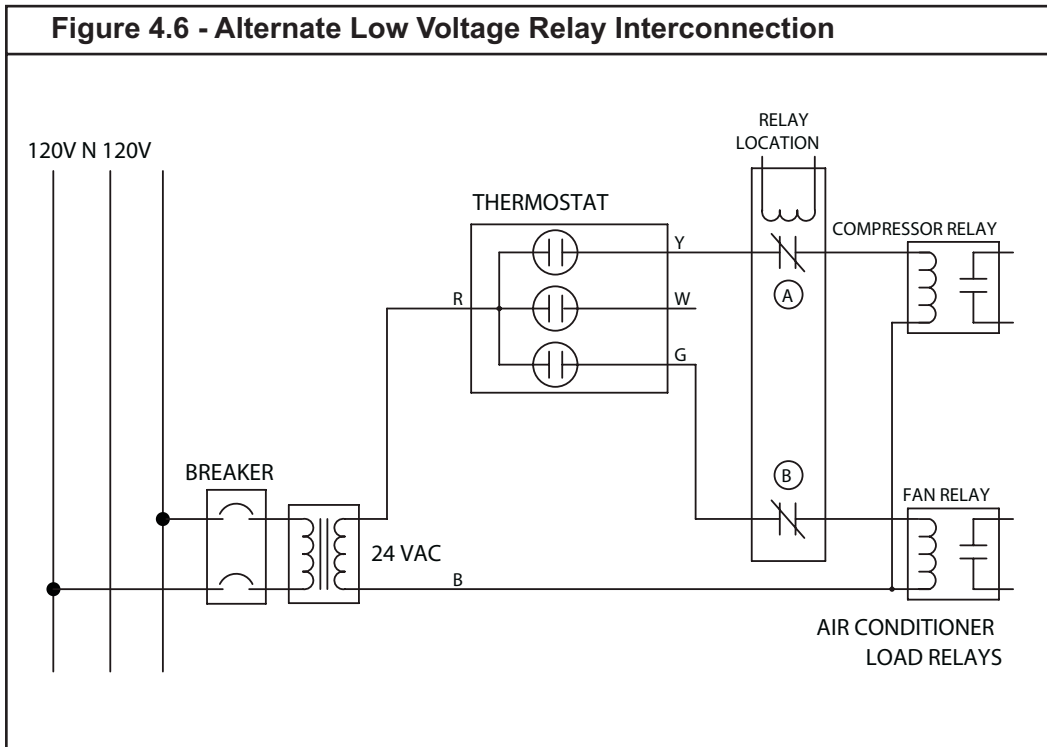 Figure 4.6 - Alternate Low Voltage Relay Interconnection
RELAY
LOCATION
120V N 120V
THERMOSTAT
COMPRESSOR RELAY
Y
A
R
W
G
BREAKER
B
FAN RELAY
24 VAC
B
AIR CONDITIONER
LOAD RELAYS